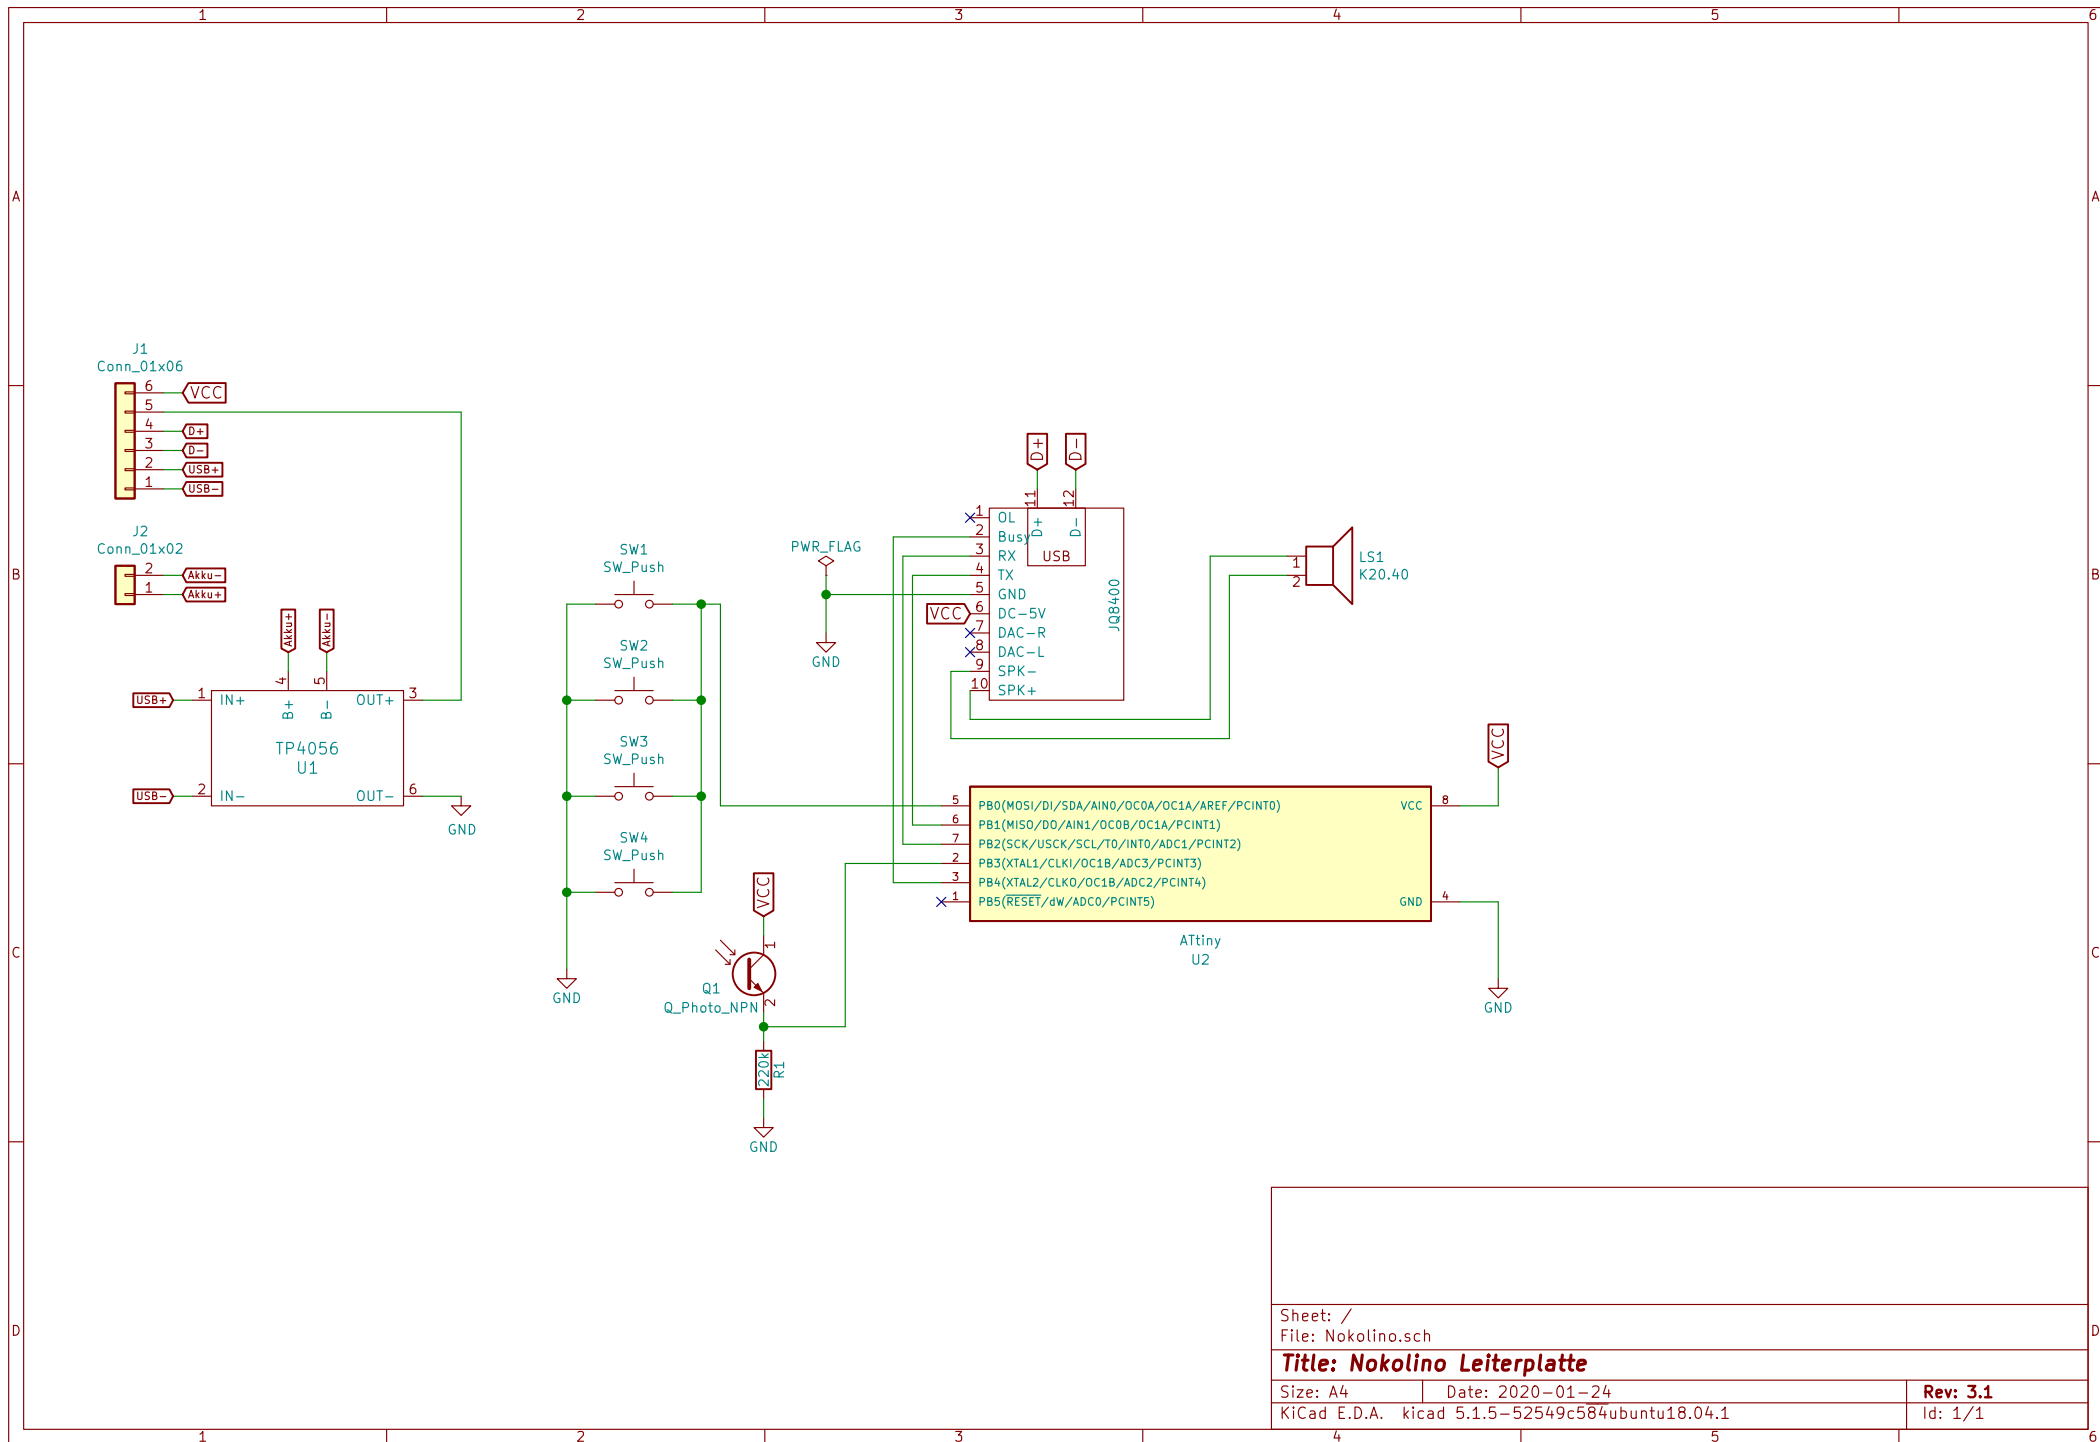 1 2 3 4 5 6
A A
B B
C C
D D
J1
Conn_01x06
6 VCC
5
4 D+
3 D-
2 USB+
1 USB-
J2
Conn_01x02
2 Akku-
1 Akku+
Akku+ Akku-
4 5
USB+ 1 IN+ B+ B- OUT+ 3
TP4056
U1
USB- 2 IN- OUT- 6
GND
SW1
SW_Push
SW2
SW_Push
SW3
SW_Push
SW4
SW_Push
GND
VCC
1
Q1
Q_Photo_NPN
2
220k
R1
GND
PWR_FLAG
GND
D+ D-
11 12
D+ D-
USB
1 OL
2 Busy
3 RX
4 TX
5 GND
VCC 6 DC-5V
7 DAC-R
8 DAC-L
9 SPK-
10 SPK+
JQ8400
1
2
LS1
K20.40
5 PB0(MOSI/DI/SDA/AIN0/OC0A/OC1A/AREF/PCINT0)
6 PB1(MISO/DO/AIN1/OC0B/OC1A/PCINT1)
7 PB2(SCK/USCK/SCL/T0/INT0/ADC1/PCINT2)
2 PB3(XTAL1/CLKI/OC1B/ADC3/PCINT3)
3 PB4(XTAL2/CLKO/OC1B/ADC2/PCINT4)
1 PB5(RESET/dW/ADC0/PCINT5)
VCC 8
GND 4
VCC
GND
ATtiny
U2
Sheet: /
File: Nokolino.sch
Title: Nokolino Leiterplatte
Size: A4 Date: 2020-01-24 Rev: 3.1
KiCad E.D.A. kicad 5.1.5-52549c584ubuntu18.04.1 Id: 1/1
1 2 3 4 5 6